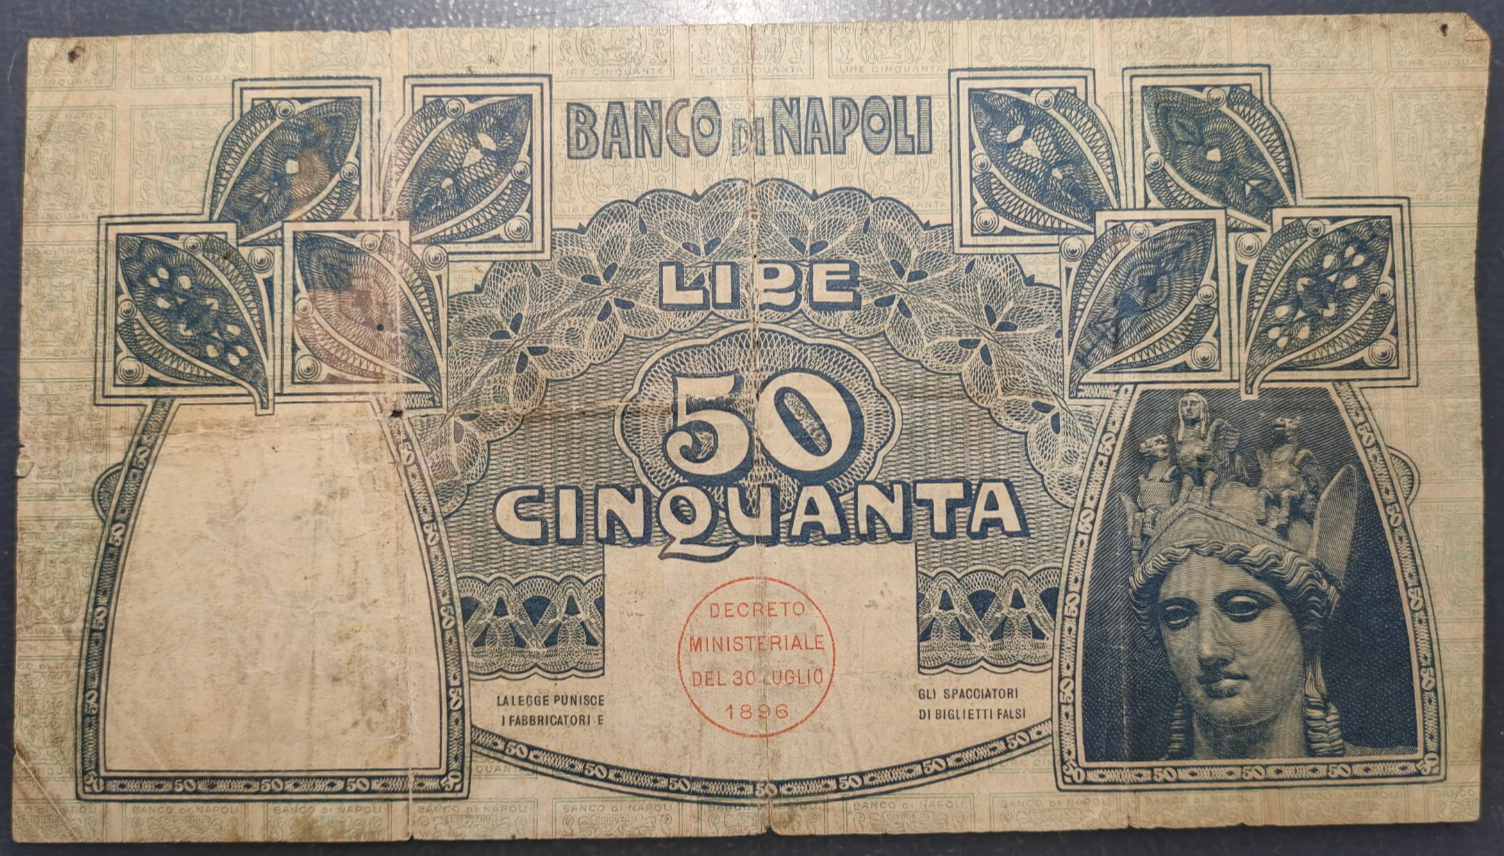 BANCO DI NAPOLI
LIRE
50
CINQUANTA
DECRETO
MINISTERIALE
DEL 30 LUGLIO
1896
LA LEGGE PUNISCE
I FABBRICATORI E
GLI SPACCIATORI
DI BIGLIETTI FALSI